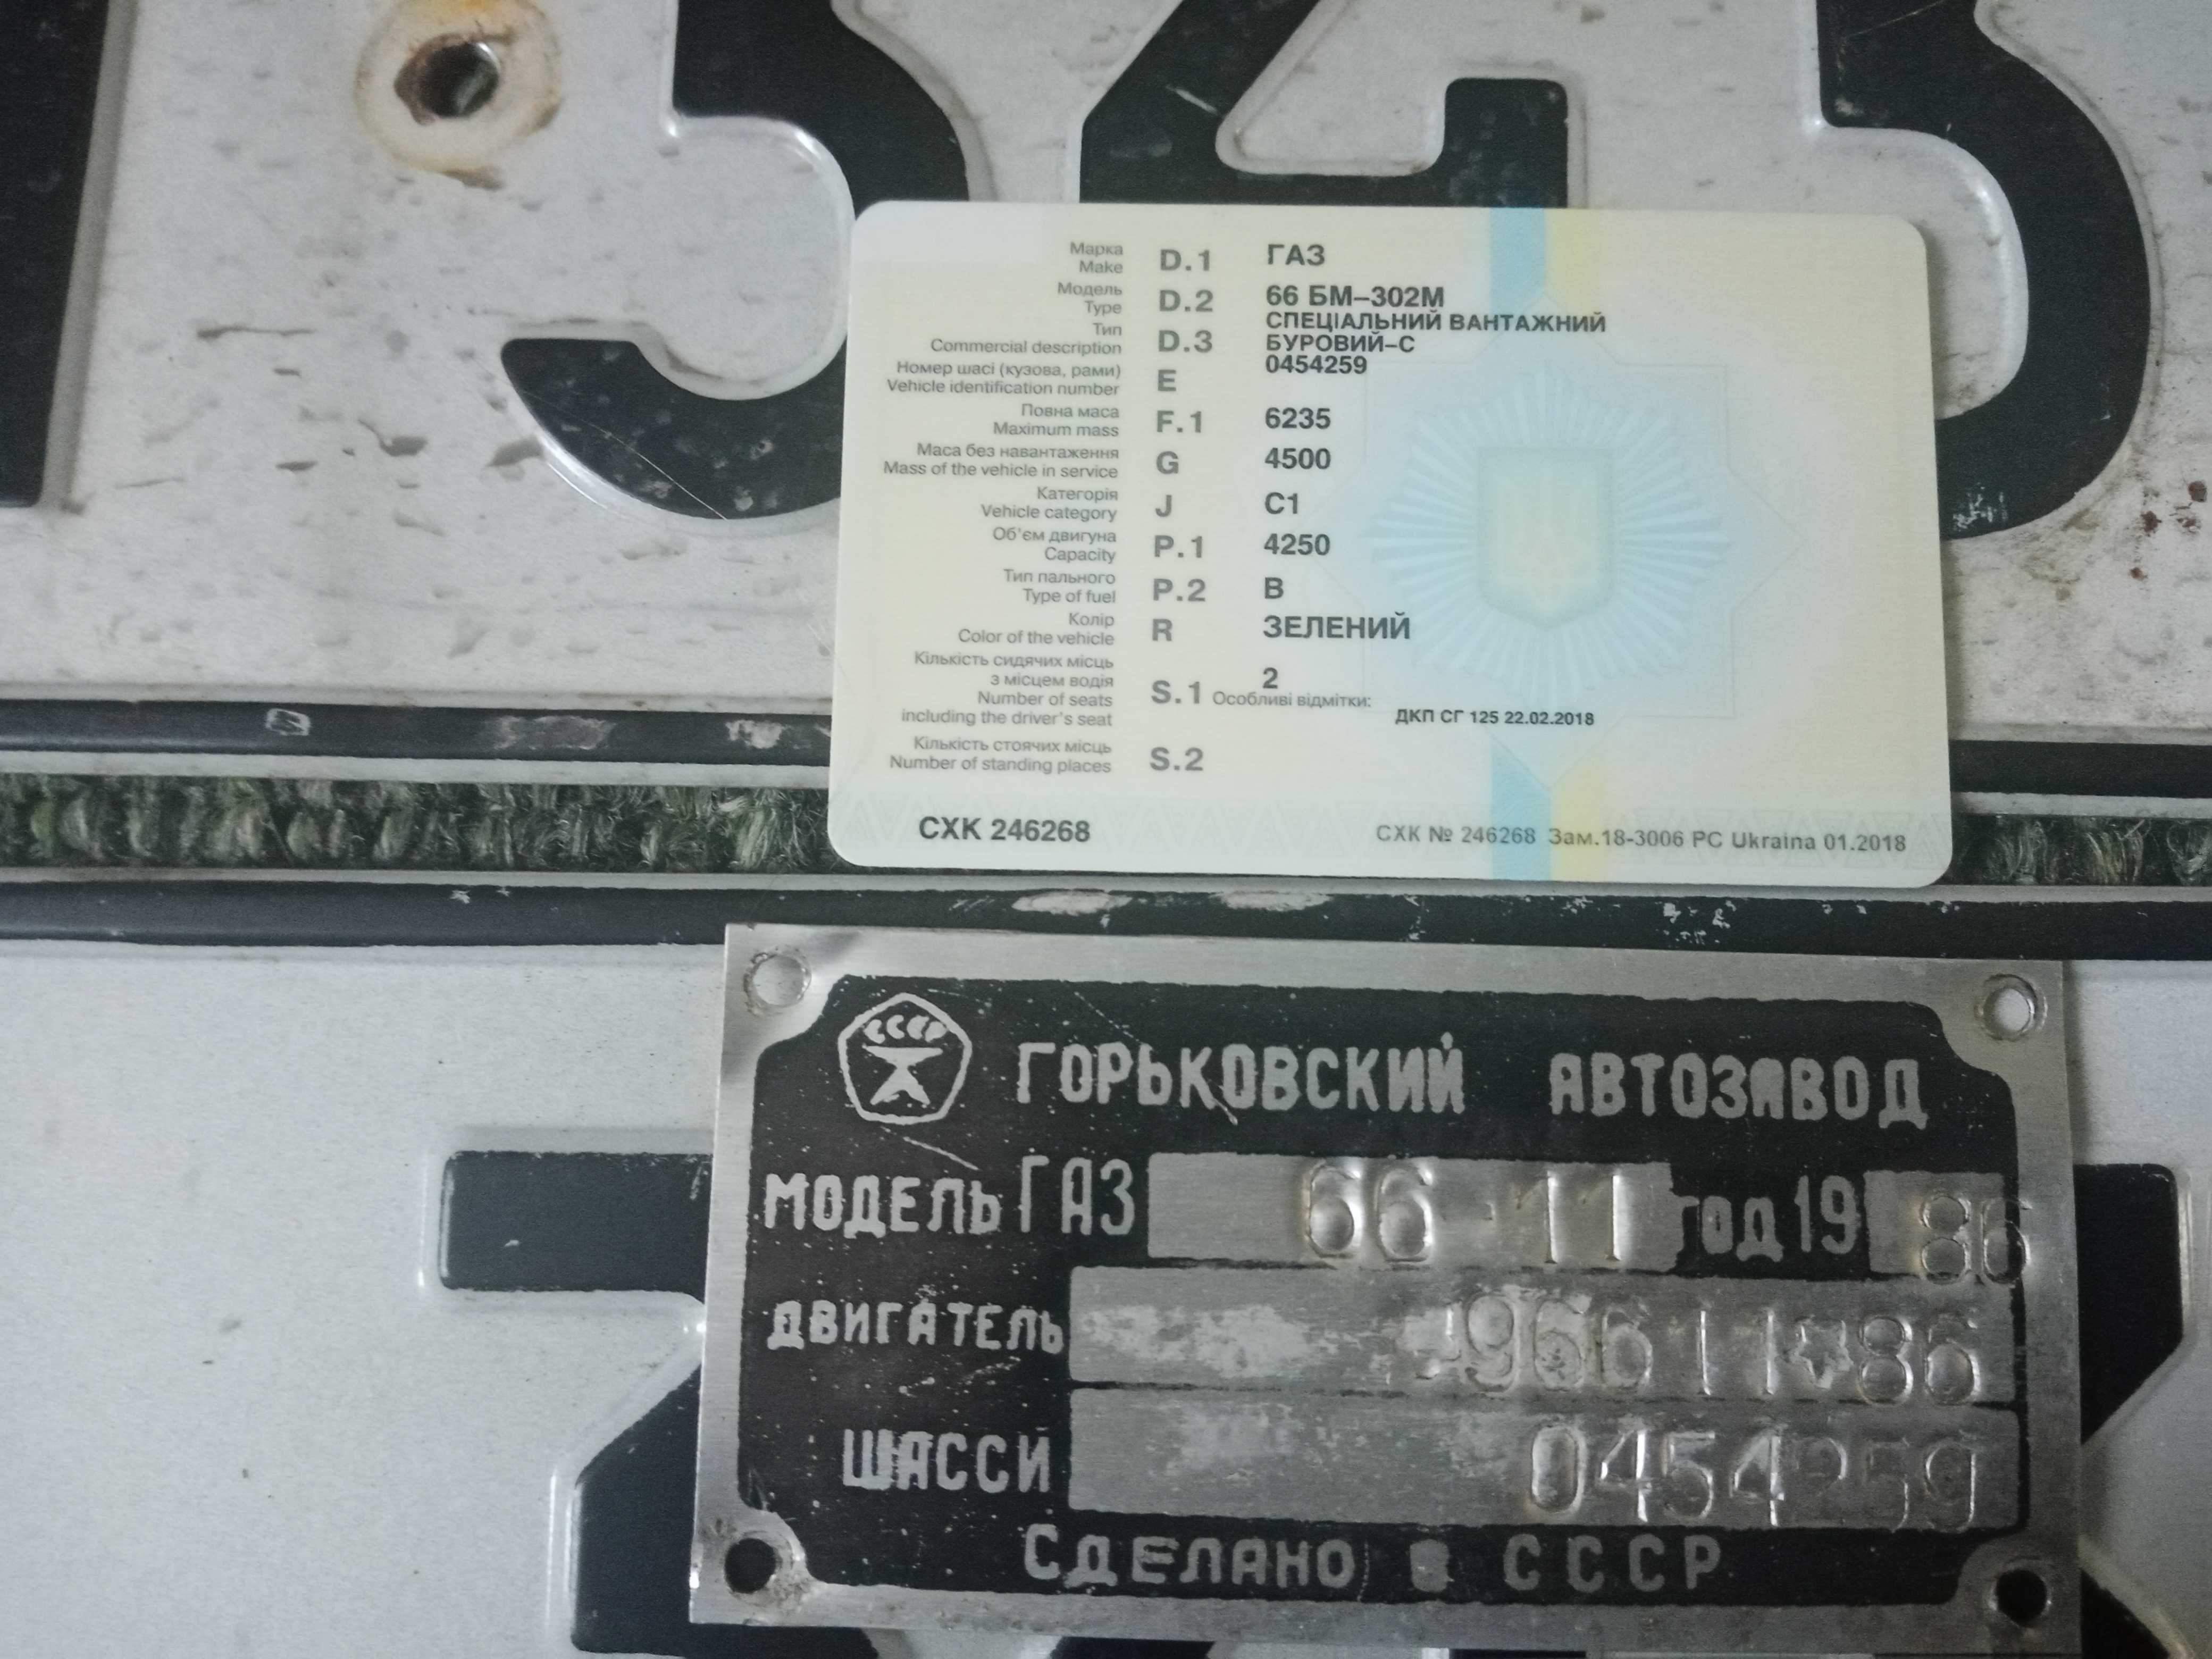 Марка
Make D.1 ГАЗ
Модель
Type D.2 66 БМ–302М
Тип
Commercial description D.3 СПЕЦІАЛЬНИЙ ВАНТАЖНИЙ
БУРОВИЙ–С
Номер шасі (кузова, рами)
Vehicle identification number E 0454259
Повна маса
Maximum mass F.1 6235
Маса без навантаження
Mass of the vehicle in service G 4500
Категорія
Vehicle category J C1
Об'єм двигуна
Capacity P.1 4250
Тип пального
Type of fuel P.2 B
Колір
Color of the vehicle R ЗЕЛЕНИЙ
Кількість сидячих місць
з місцем водія
Number of seats
including the driver's seat S.1 2
Особливі відмітки:
ДКП СГ 125 22.02.2018
Кількість стоячих місць
Number of standing places S.2
СХК 246268
СХК № 246268 Зам.18-3006 РС Ukraina 01.2018
СССР
ГОРЬКОВСКИЙ АВТОЗАВОД
МОДЕЛЬ ГАЗ 66-11 год 1986
ДВИГАТЕЛЬ 96611☆86
ШАССИ 0454259
СДЕЛАНО в СССР